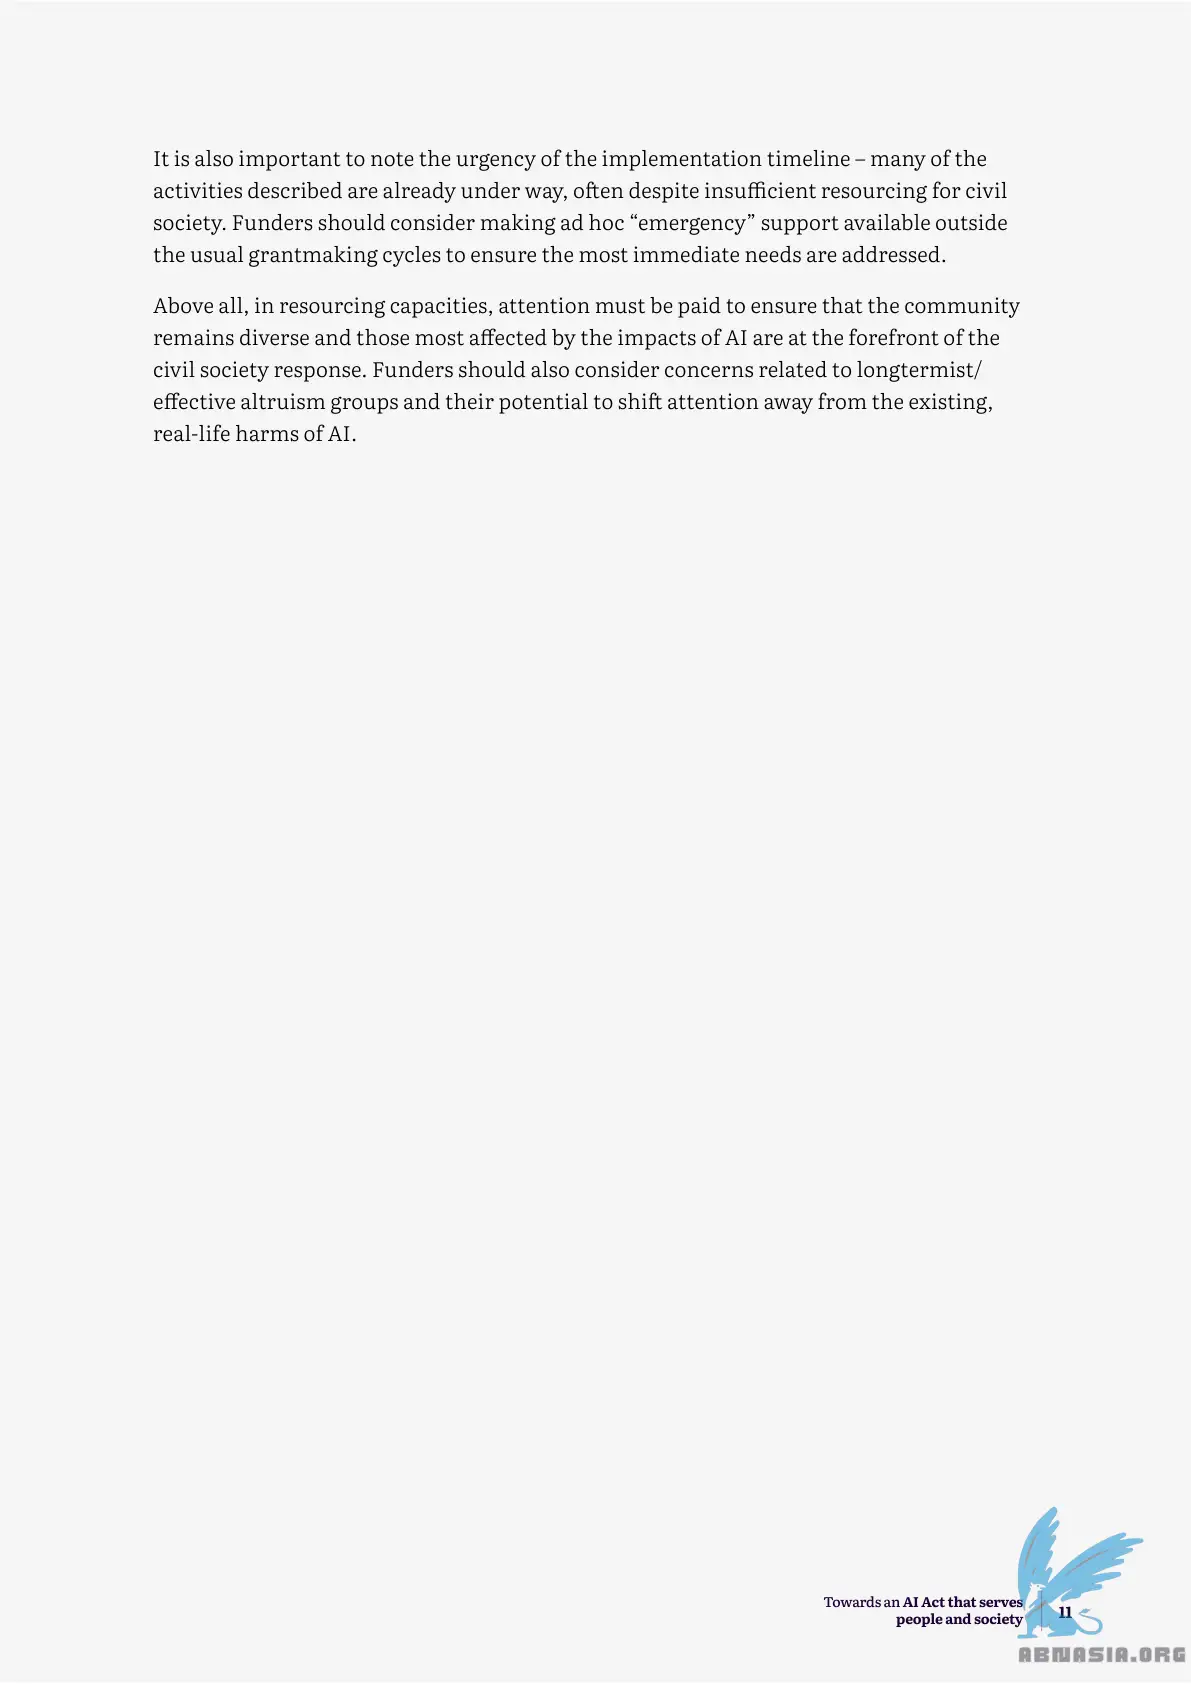 It is also important to note the urgency of the implementation timeline – many of the
activities described are already under way, often despite insufficient resourcing for civil
society. Funders should consider making ad hoc “emergency” support available outside
the usual grantmaking cycles to ensure the most immediate needs are addressed.
Above all, in resourcing capacities, attention must be paid to ensure that the community
remains diverse and those most affected by the impacts of AI are at the forefront of the
civil society response. Funders should also consider concerns related to longtermist/
effective altruism groups and their potential to shift attention away from the existing,
real-life harms of AI.
Towards an AI Act that serves
people and society
11
ABNASIA.ORG